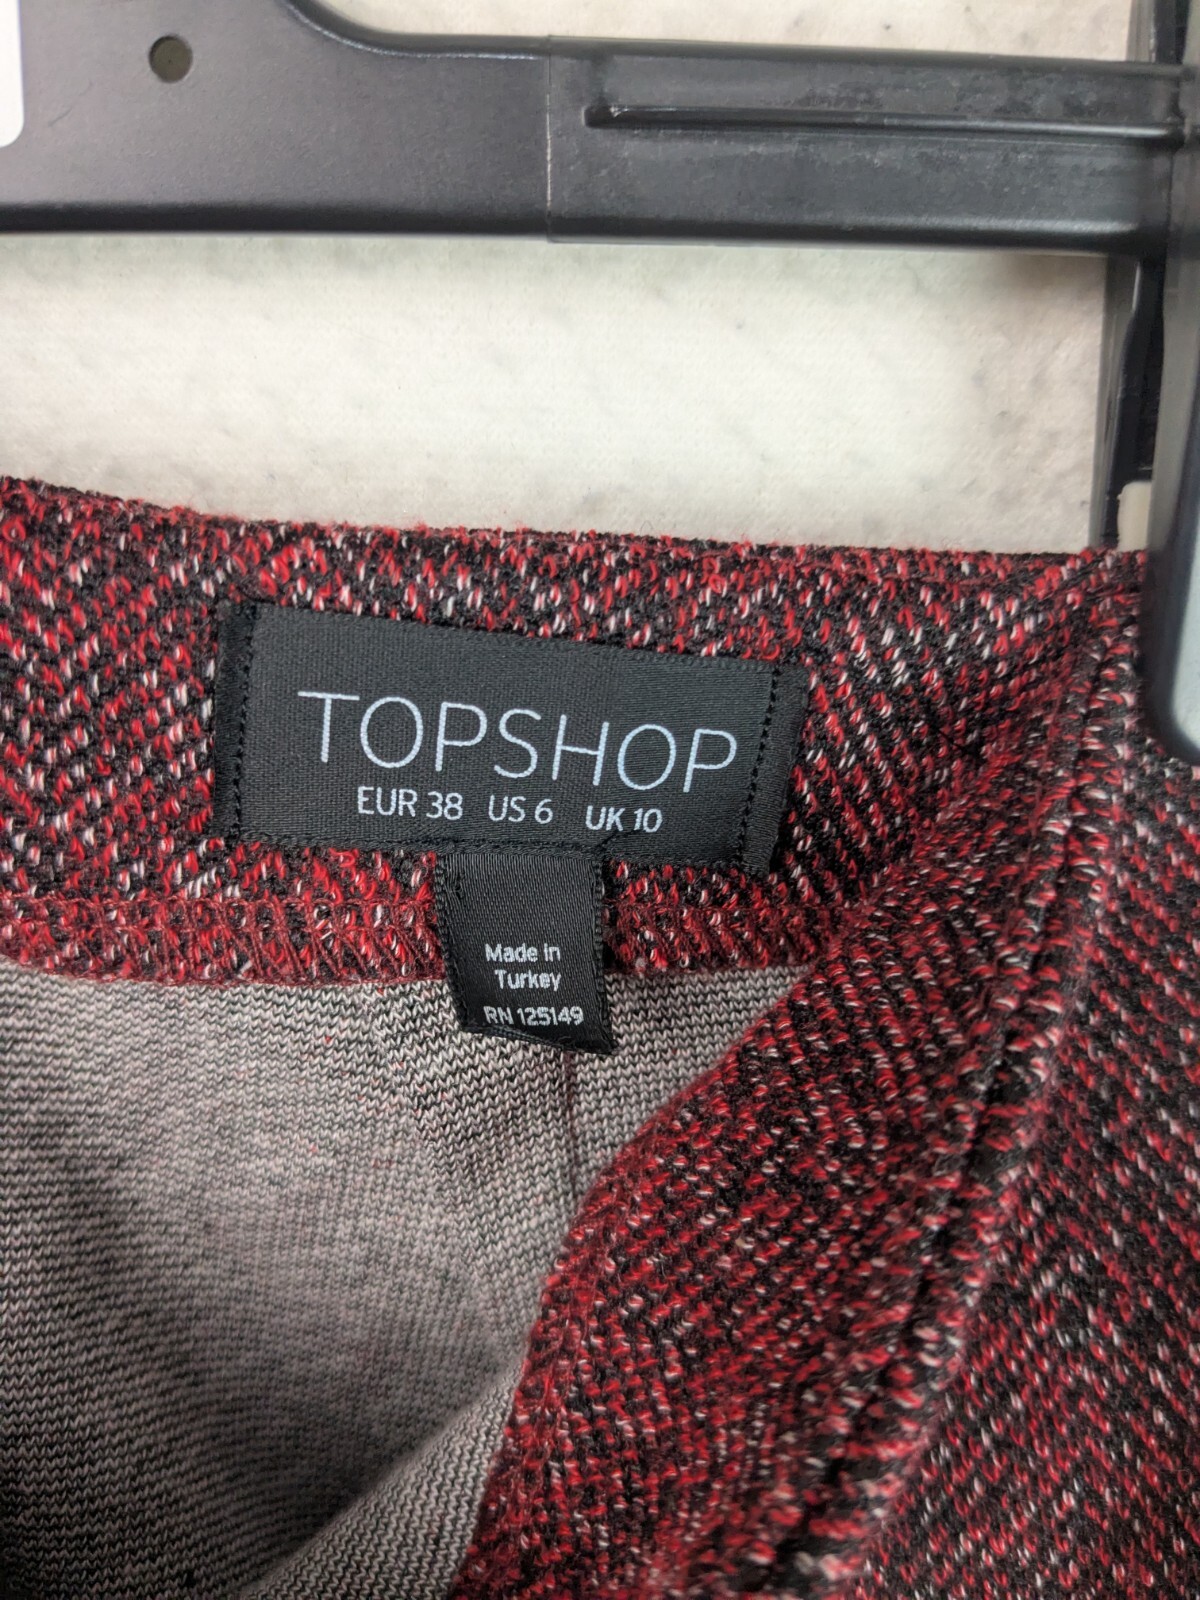 TOPSHOP
EUR 38 US 6 UK 10
Made in
Turkey
RN 125149